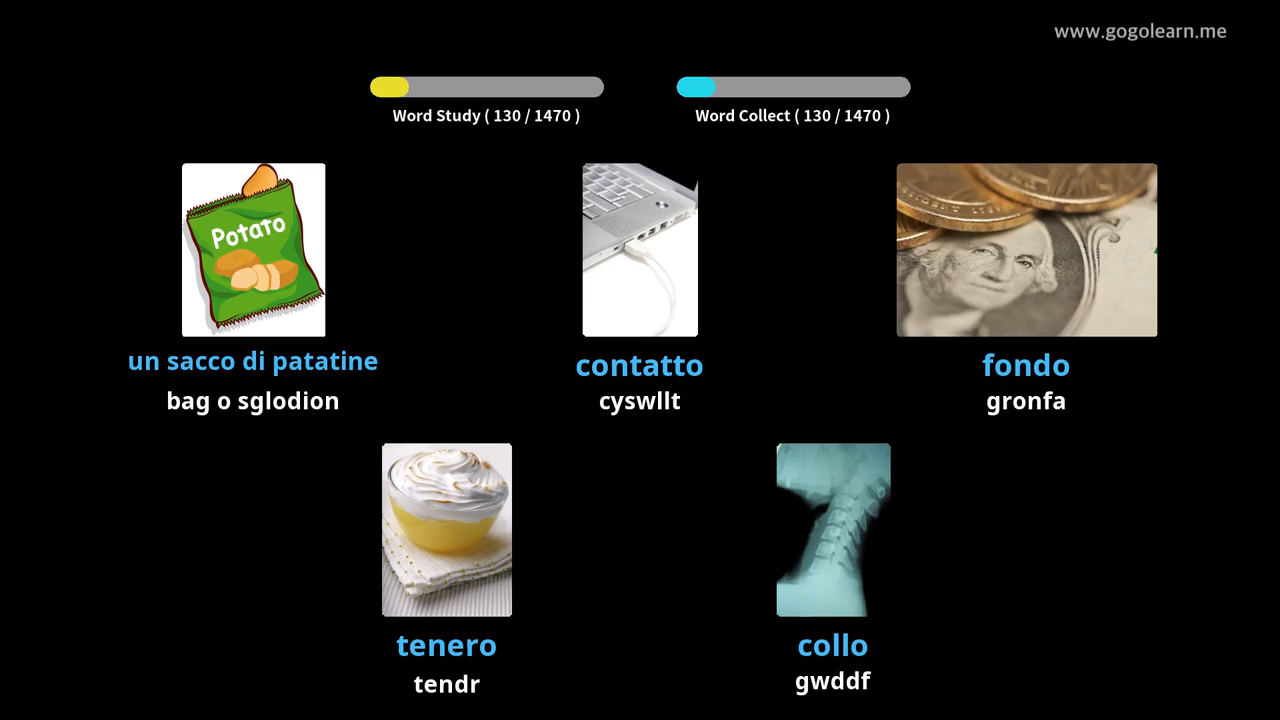 www.gogolearn.me
Word Study ( 130 / 1470 )
Word Collect ( 130 / 1470 )
Potato
un sacco di patatine
bag o sglodion
contatto
cyswllt
fondo
gronfa
tenero
tendr
collo
gwddf